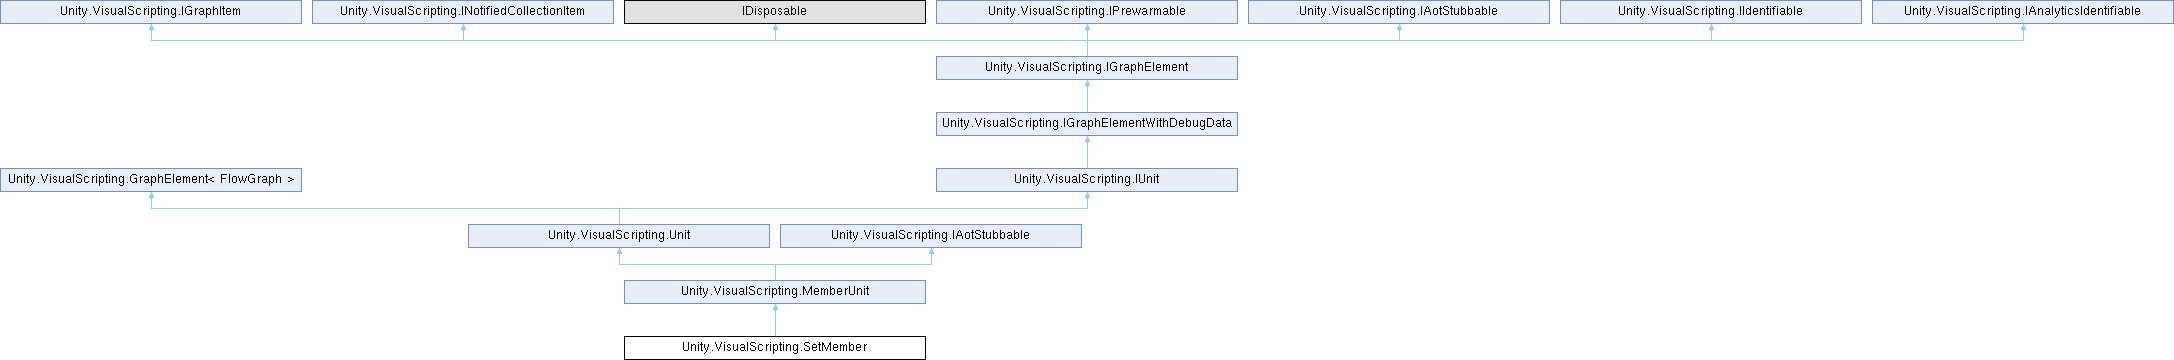 Unity.VisualScripting.IGraphItem
Unity.VisualScripting.INotifiedCollectionItem
IDisposable
Unity.VisualScripting.IPrewarmable
Unity.VisualScripting.IAotStubbable
Unity.VisualScripting.IIdentifiable
Unity.VisualScripting.IAnalyticsIdentifiable
Unity.VisualScripting.IGraphElement
Unity.VisualScripting.IGraphElementWithDebugData
Unity.VisualScripting.GraphElement< FlowGraph >
Unity.VisualScripting.IUnit
Unity.VisualScripting.Unit
Unity.VisualScripting.IAotStubbable
Unity.VisualScripting.MemberUnit
Unity.VisualScripting.SetMember